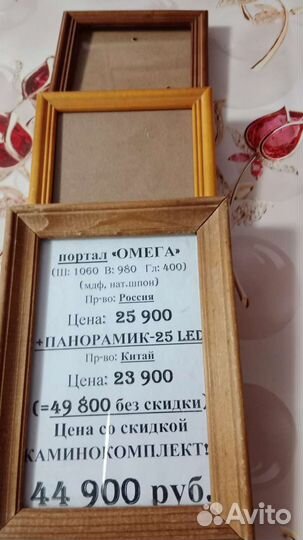 портал «ОМЕГА»
(Ш: 1060 В: 980 Гл: 400)
(мдф, нат.шпон)
Пр-во: Россия
Цена: 25 900
+ПАНОРАМИК-25 LED
Пр-во: Китай
Цена: 23 900
(=49 800 без скидки)
Цена со скидкой
КАМИНОКОМПЛЕКТ!
44 900 руб.
Avito